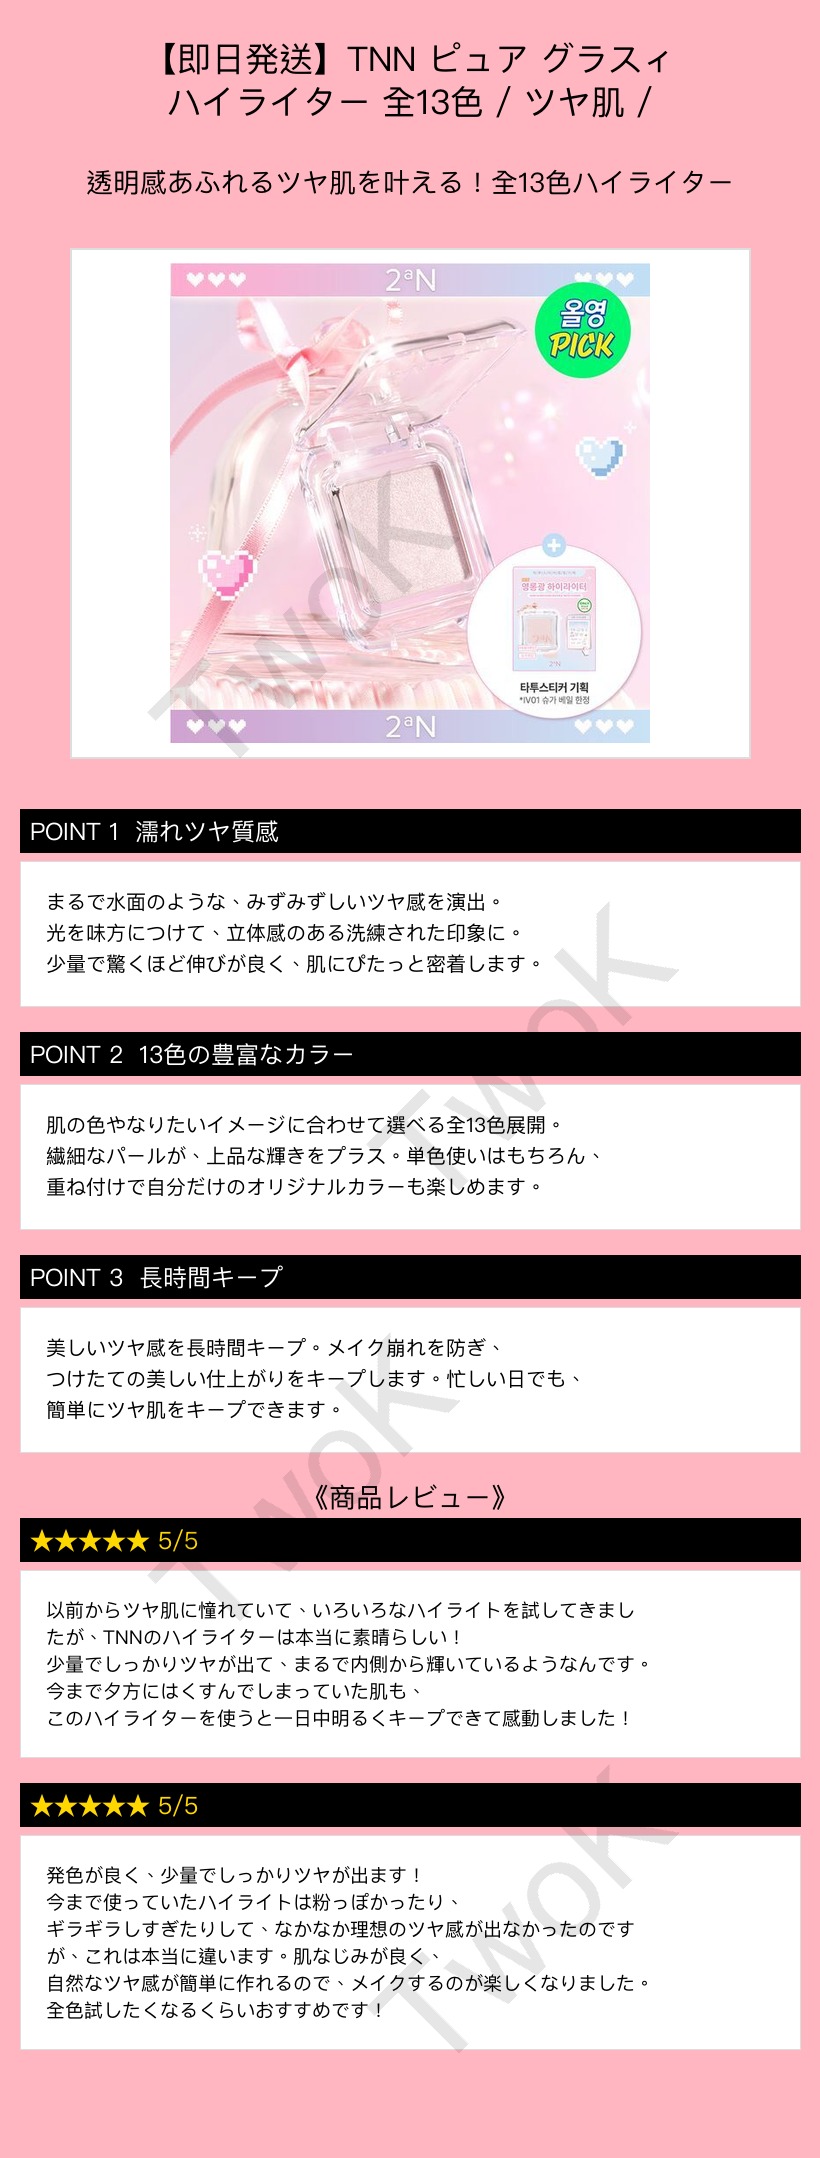 【即日発送】TNN ピュア グラスィ
ハイライター 全13色 / ツヤ肌 /
透明感あふれるツヤ肌を叶える！全13色ハイライター
2aN
올영
PICK
영롱광 하이라이터
2aN
타투스티커 기획
*IV01 슈가 베일 한정
2aN
POINT 1 濡れツヤ質感
まるで水面のような、みずみずしいツヤ感を演出。
光を味方につけて、立体感のある洗練された印象に。
少量で驚くほど伸びが良く、肌にぴたっと密着します。
POINT 2 13色の豊富なカラー
肌の色やなりたいイメージに合わせて選べる全13色展開。
繊細なパールが、上品な輝きをプラス。単色使いはもちろん、
重ね付けで自分だけのオリジナルカラーも楽しめます。
POINT 3 長時間キープ
美しいツヤ感を長時間キープ。メイク崩れを防ぎ、
つけたての美しい仕上がりをキープします。忙しい日でも、
簡単にツヤ肌をキープできます。
《商品レビュー》
★★★★★ 5/5
以前からツヤ肌に憧れていて、いろいろなハイライトを試してきまし
たが、TNNのハイライターは本当に素晴らしい！
少量でしっかりツヤが出て、まるで内側から輝いているようなんです。
今まで夕方にはくすんでしまっていた肌も、
このハイライターを使うと一日中明るくキープできて感動しました！
★★★★★ 5/5
発色が良く、少量でしっかりツヤが出ます！
今まで使っていたハイライトは粉っぽかったり、
ギラギラしすぎたりして、なかなか理想のツヤ感が出なかったのです
が、これは本当に違います。肌なじみが良く、
自然なツヤ感が簡単に作れるので、メイクするのが楽しくなりました。
全色試したくなるくらいおすすめです！
TwoK
TwoK
TwoK
TwoK